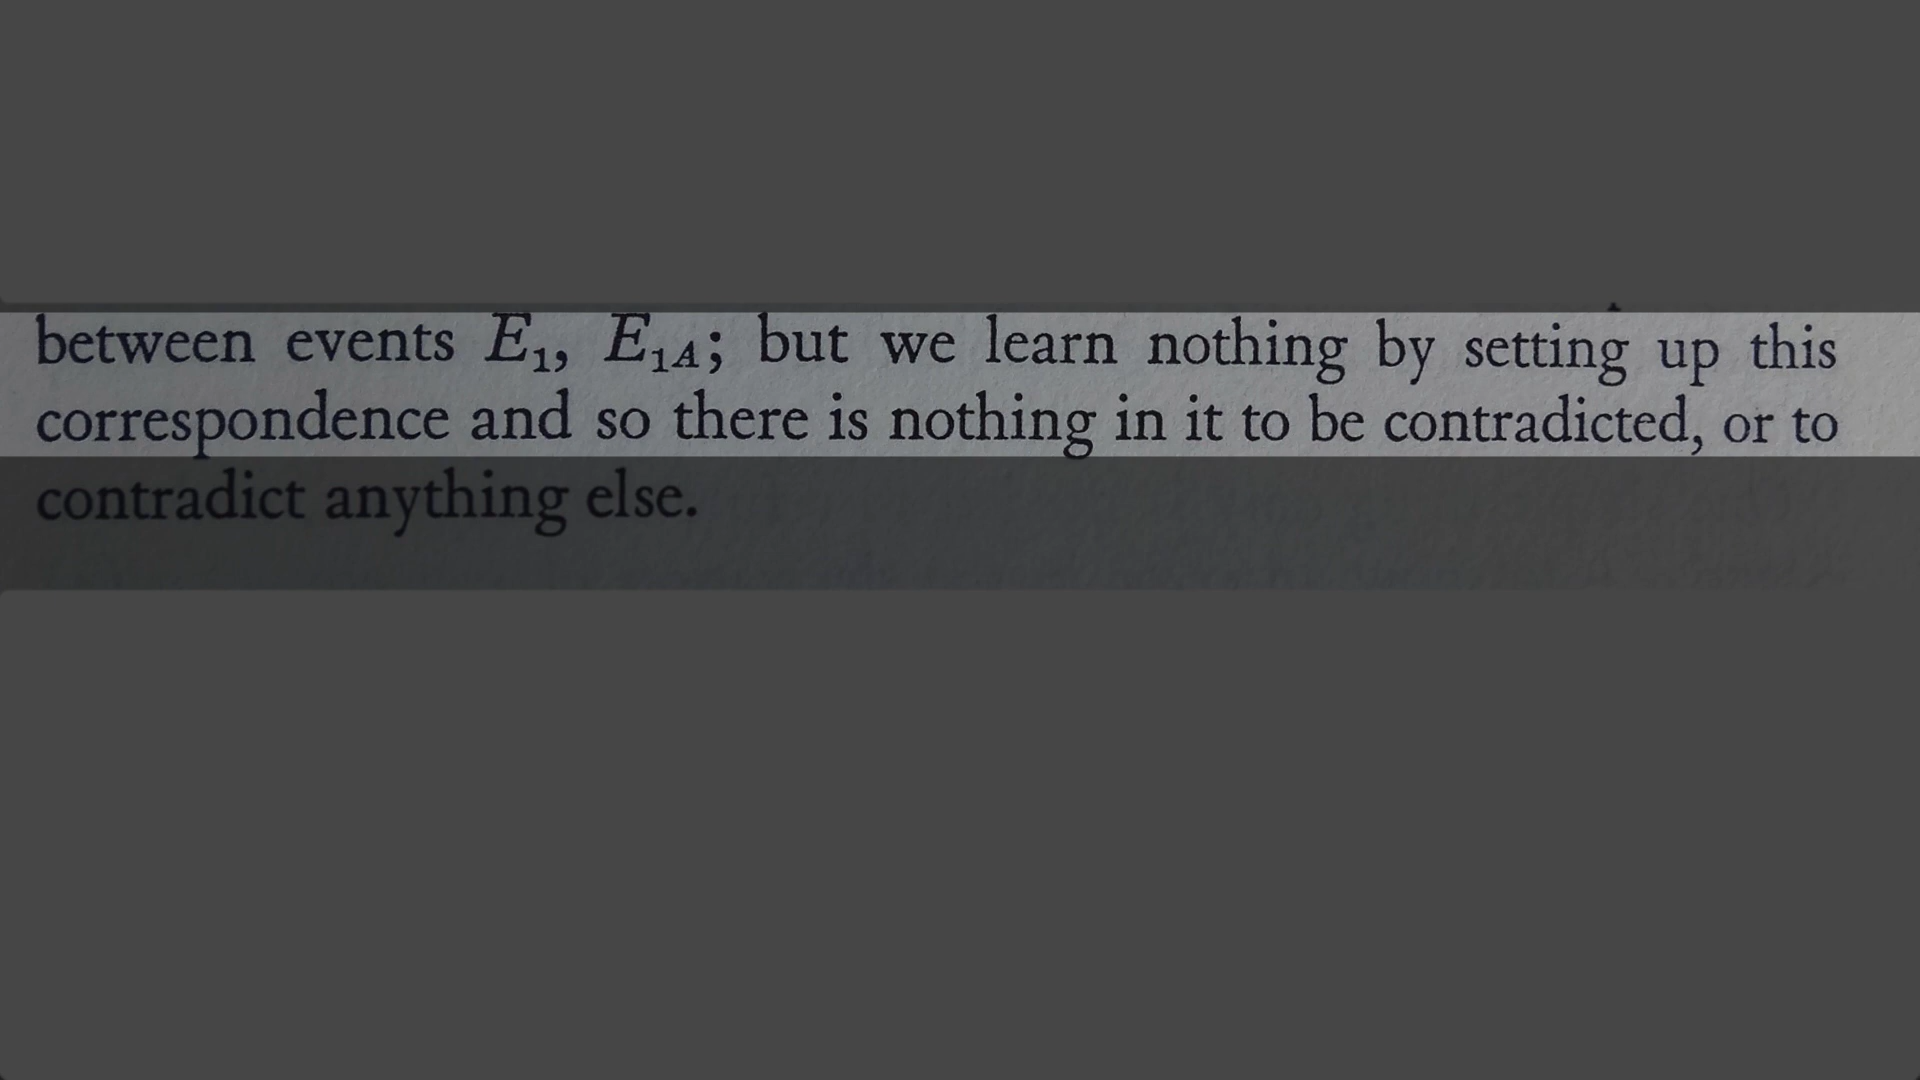 between events E₁, E₁A; but we learn nothing by setting up this
correspondence and so there is nothing in it to be contradicted, or to
contradict anything else.